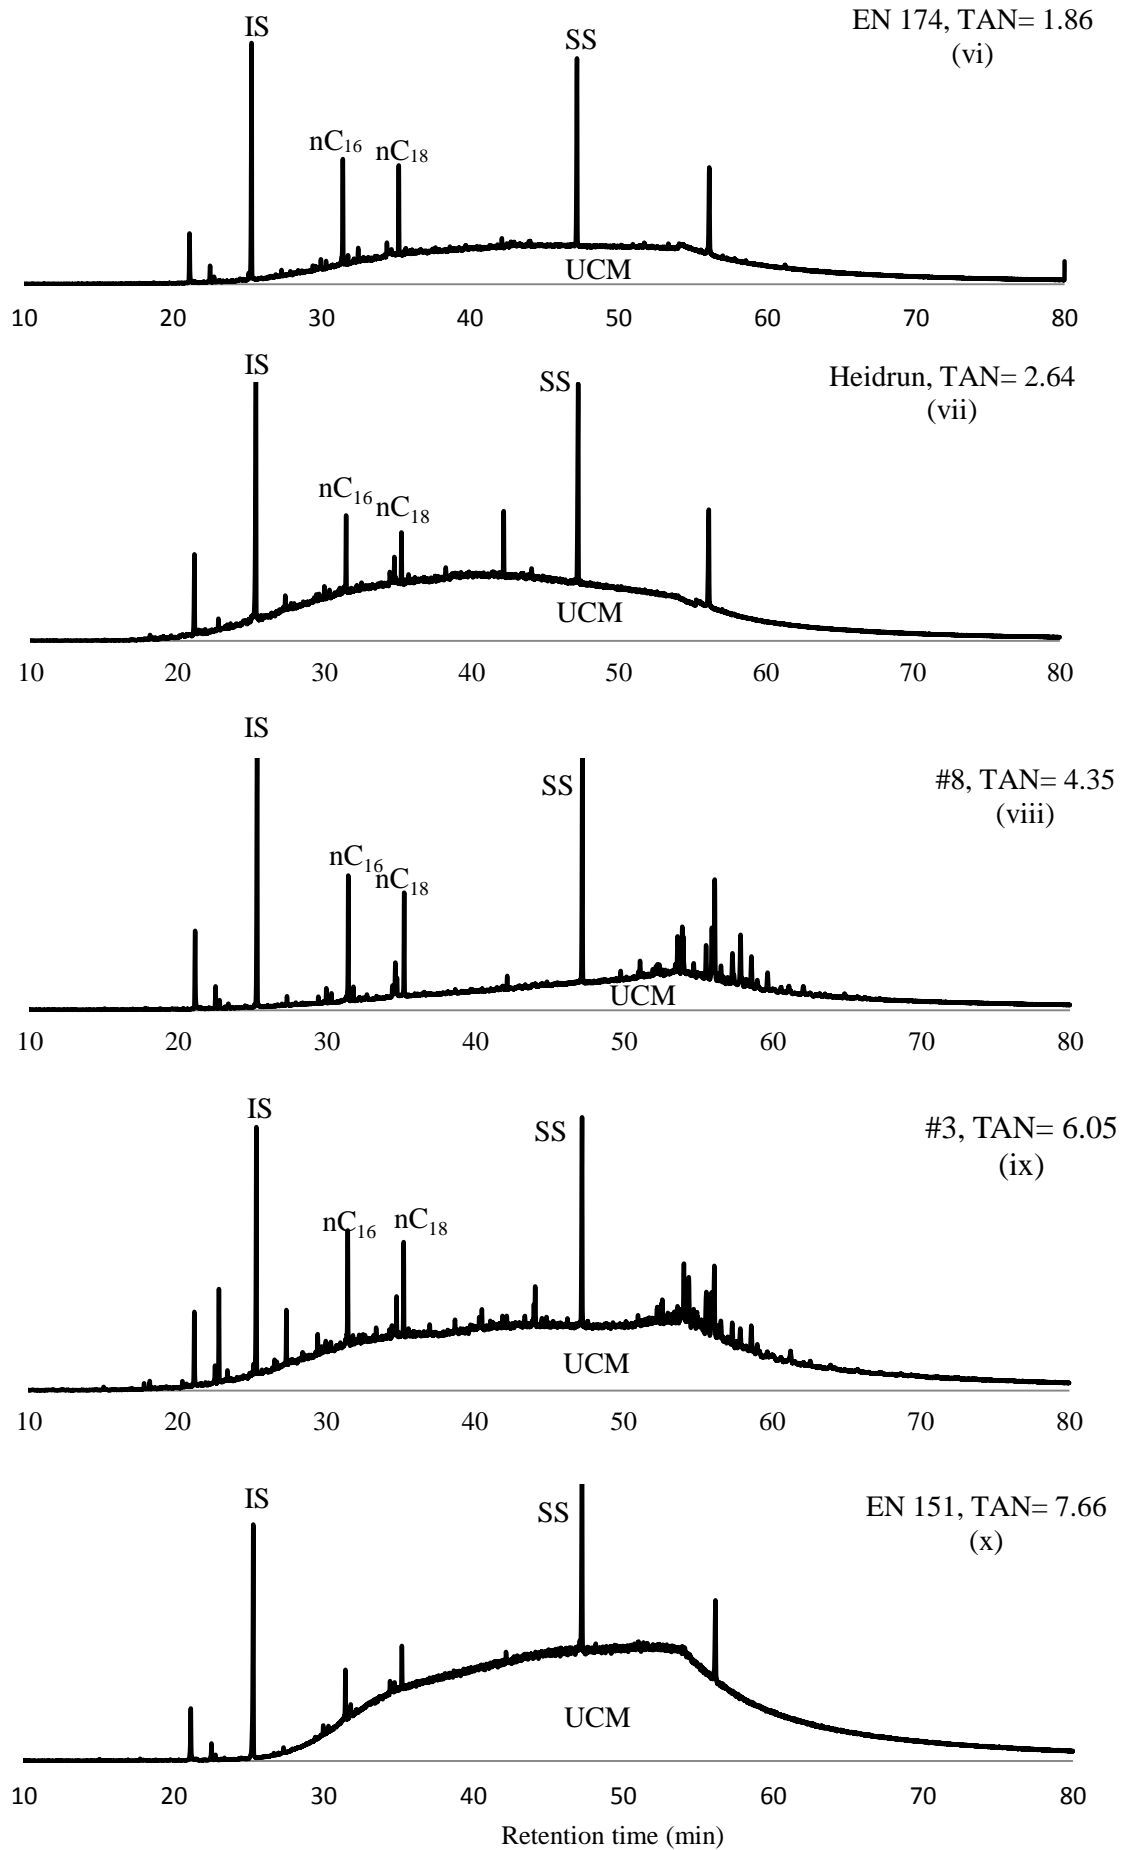 IS
SS
EN 174, TAN= 1.86
(vi)
nC16
nC18
UCM
10 20 30 40 50 60 70 80
IS
SS
Heidrun, TAN= 2.64
(vii)
nC16
nC18
UCM
10 20 30 40 50 60 70 80
IS
SS
#8, TAN= 4.35
(viii)
nC16
nC18
UCM
10 20 30 40 50 60 70 80
IS
SS
#3, TAN= 6.05
(ix)
nC16
nC18
UCM
10 20 30 40 50 60 70 80
IS
SS
EN 151, TAN= 7.66
(x)
UCM
10 20 30 40 50 60 70 80
Retention time (min)